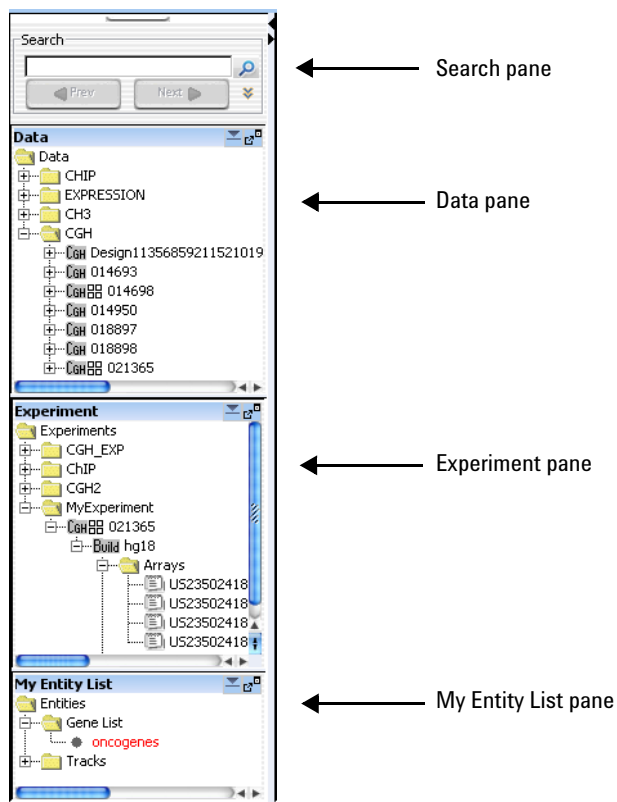 Search
Search pane
Prev
Next
Data
Data
CHIP
EXPRESSION
Data pane
CH3
CGH
CGH Design11356859211521019
CGH 014693
CGH 014698
CGH 014950
CGH 018897
CGH 018898
CGH 021365
Experiment
Experiments
CGH_EXP
ChIP
Experiment pane
CGH2
MyExperiment
CGH 021365
Build hg18
Arrays
US23502418
US23502418
US23502418
US23502418
My Entity List
Entities
My Entity List pane
Gene List
oncogenes
Tracks